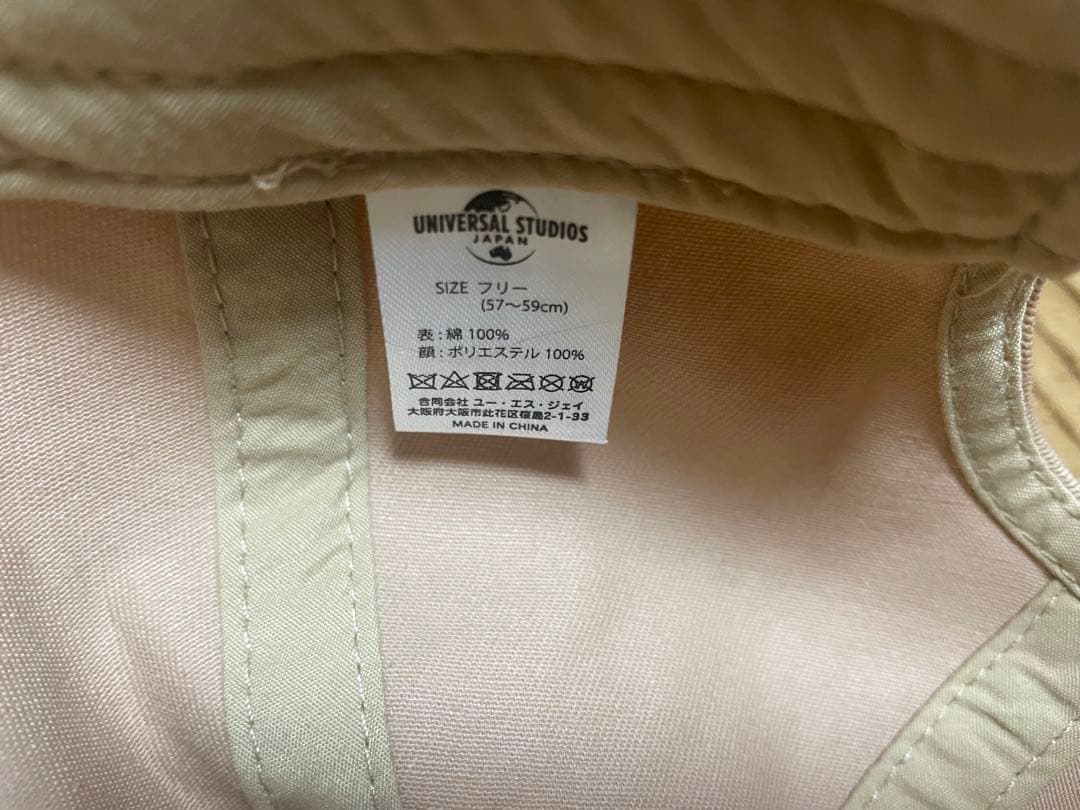 UNIVERSAL STUDIOS
JAPAN
SIZE フリー
(57～59cm)
表 : 綿 100%
顔 : ポリエステル 100%
合同会社 ユー・エス・ジェイ
大阪府大阪市此花区桜島2-1-33
MADE IN CHINA